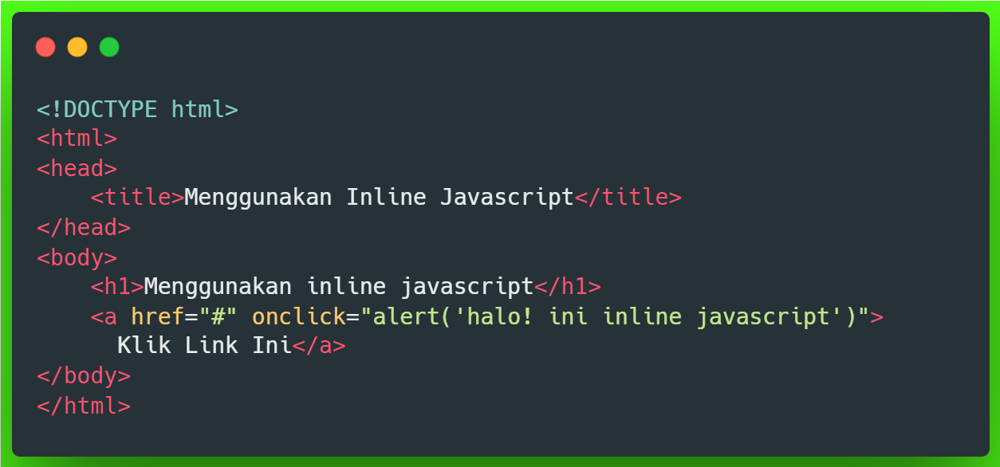 <!DOCTYPE html>
<html>
<head>
    <title>Menggunakan Inline Javascript</title>
</head>
<body>
    <h1>Menggunakan inline javascript</h1>
    <a href="#" onclick="alert('halo! ini inline javascript')">
      Klik Link Ini</a>
</body>
</html>